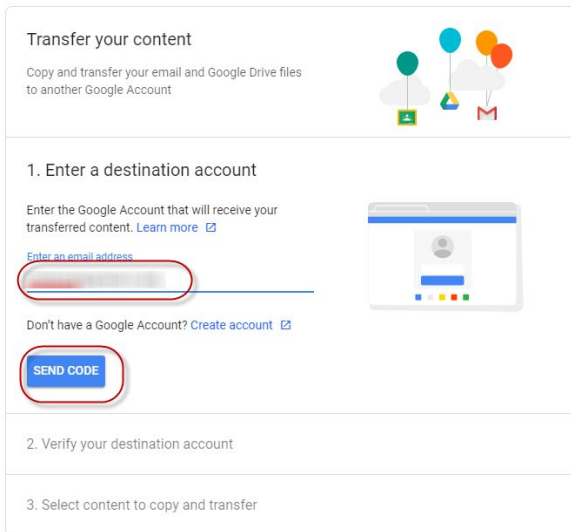 Transfer your content
Copy and transfer your email and Google Drive files
to another Google Account
1. Enter a destination account
Enter the Google Account that will receive your
transferred content. Learn more
Enter an email address
Don't have a Google Account? Create account
SEND CODE
2. Verify your destination account
3. Select content to copy and transfer